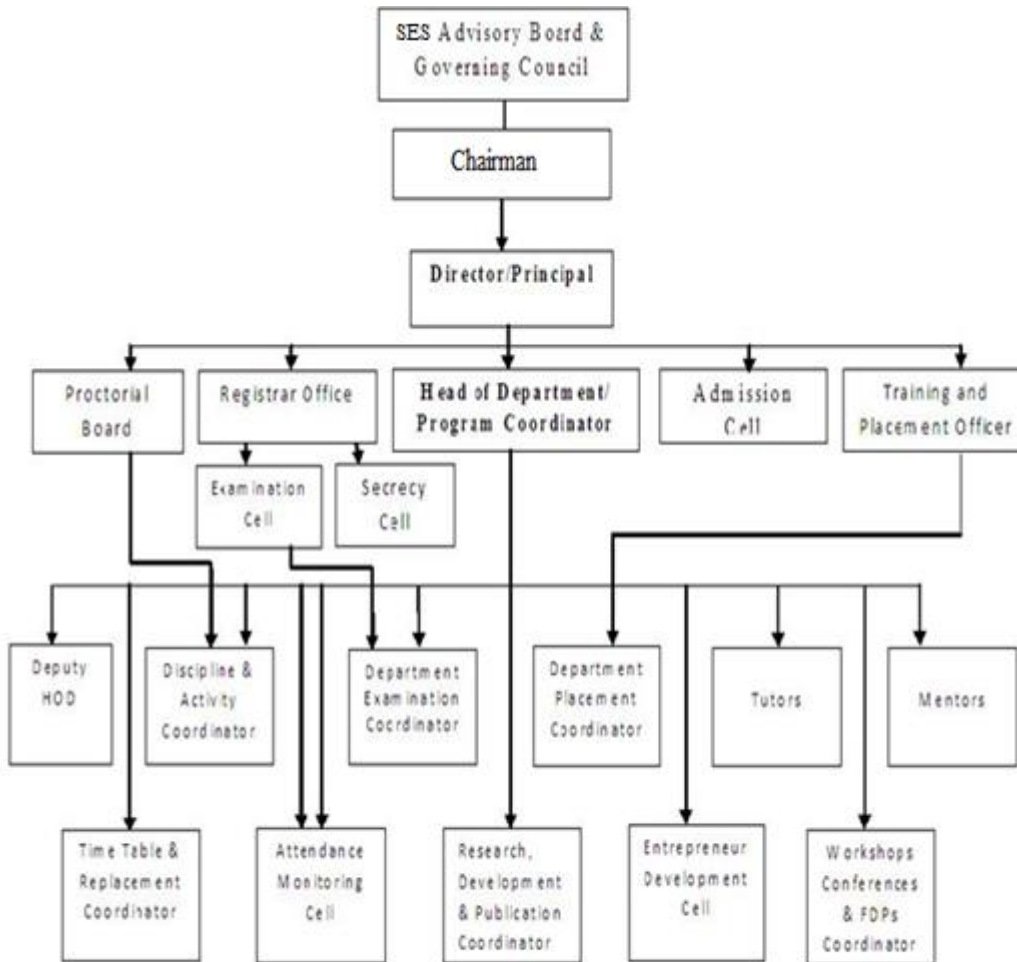 SES Advisory Board &
Governing Council
Chairman
Director/Principal
Proctorial
Board
Registrar Office
Head of Department/
Program Coordinator
Admission
Cell
Training and
Placement Officer
Examination
Cell
Secrecy
Cell
Deputy
HOD
Discipline &
Activity
Coordinator
Department
Examination
Coordinator
Department
Placement
Coordinator
Tutors
Mentors
Time Table &
Replacement
Coordinator
Attendance
Monitoring
Cell
Research,
Development
& Publication
Coordinator
Entrepreneur
Development
Cell
Workshops
Conferences
& FDPs
Coordinator